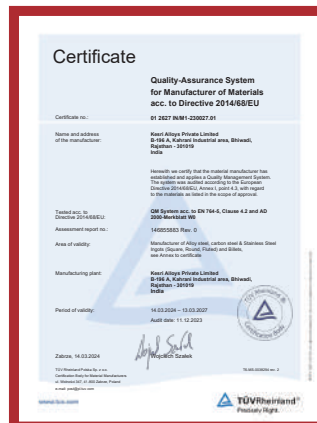 Certificate
Quality-Assurance System
for Manufacturer of Materials
acc. to Directive 2014/68/EU
Certificate no.: 01 2627 IN/M1-230027.01
Name and address of the manufacturer:
Kesri Alloys Private Limited
B-196 A, Kahrani Industrial area, Bhiwadi,
Rajathan - 301019
India
Herewith we certify that the material manufacturer has
established and applies a Quality Management System.
The system was audited according to the European
Directive 2014/68/EU, Annex I, point 4.3, with regard
to the materials as listed in the scope of approval.
Tested acc. to
Directive 2014/68/EU:
QM System acc. to EN 764-5, Clause 4.2 and AD
2000-Merkblatt W0
Assessment report no.: 146855883 Rev. 0
Area of validity:
Manufacturer of Alloy steel, carbon steel & Stainless Steel
Ingots (Square, Round, Fluted) and Billets,
see Annex to certificate
Manufacturing plant:
Kesri Alloys Private Limited
B-196 A, Kahrani Industrial area, Bhiwadi,
Rajathan - 301019
India
Period of validity: 14.03.2024 – 13.03.2027
Audit date: 11.12.2023
Zabrze, 14.03.2024
Wojciech Szalek
TÜV Rheinland Polska Sp. z o.o.
Certification Body for Material Manufacturers
www.tuv.com
TÜVRheinland®
Precisely Right.